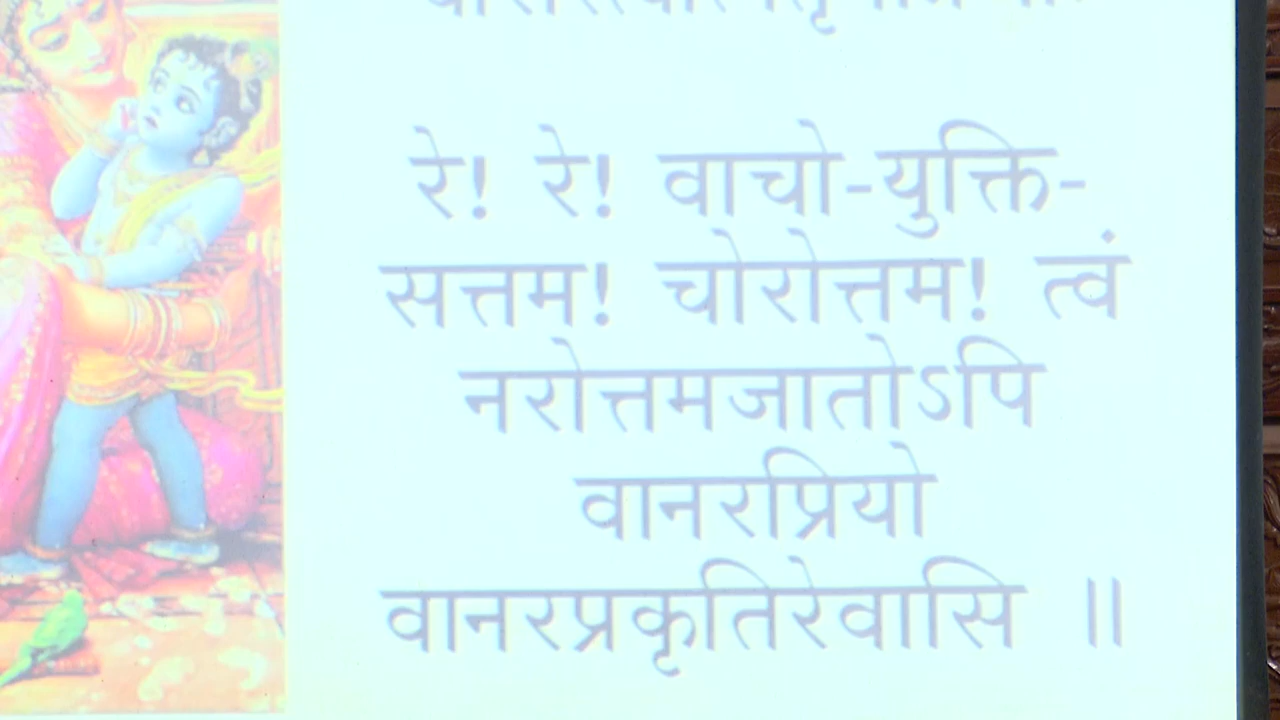 रे! रे! वाचो-युक्ति-
सत्तम! चोरोत्तम! त्वं
नरोत्तमजातोऽपि
वानरप्रियो
वानरप्रकृतिरेवासि ॥